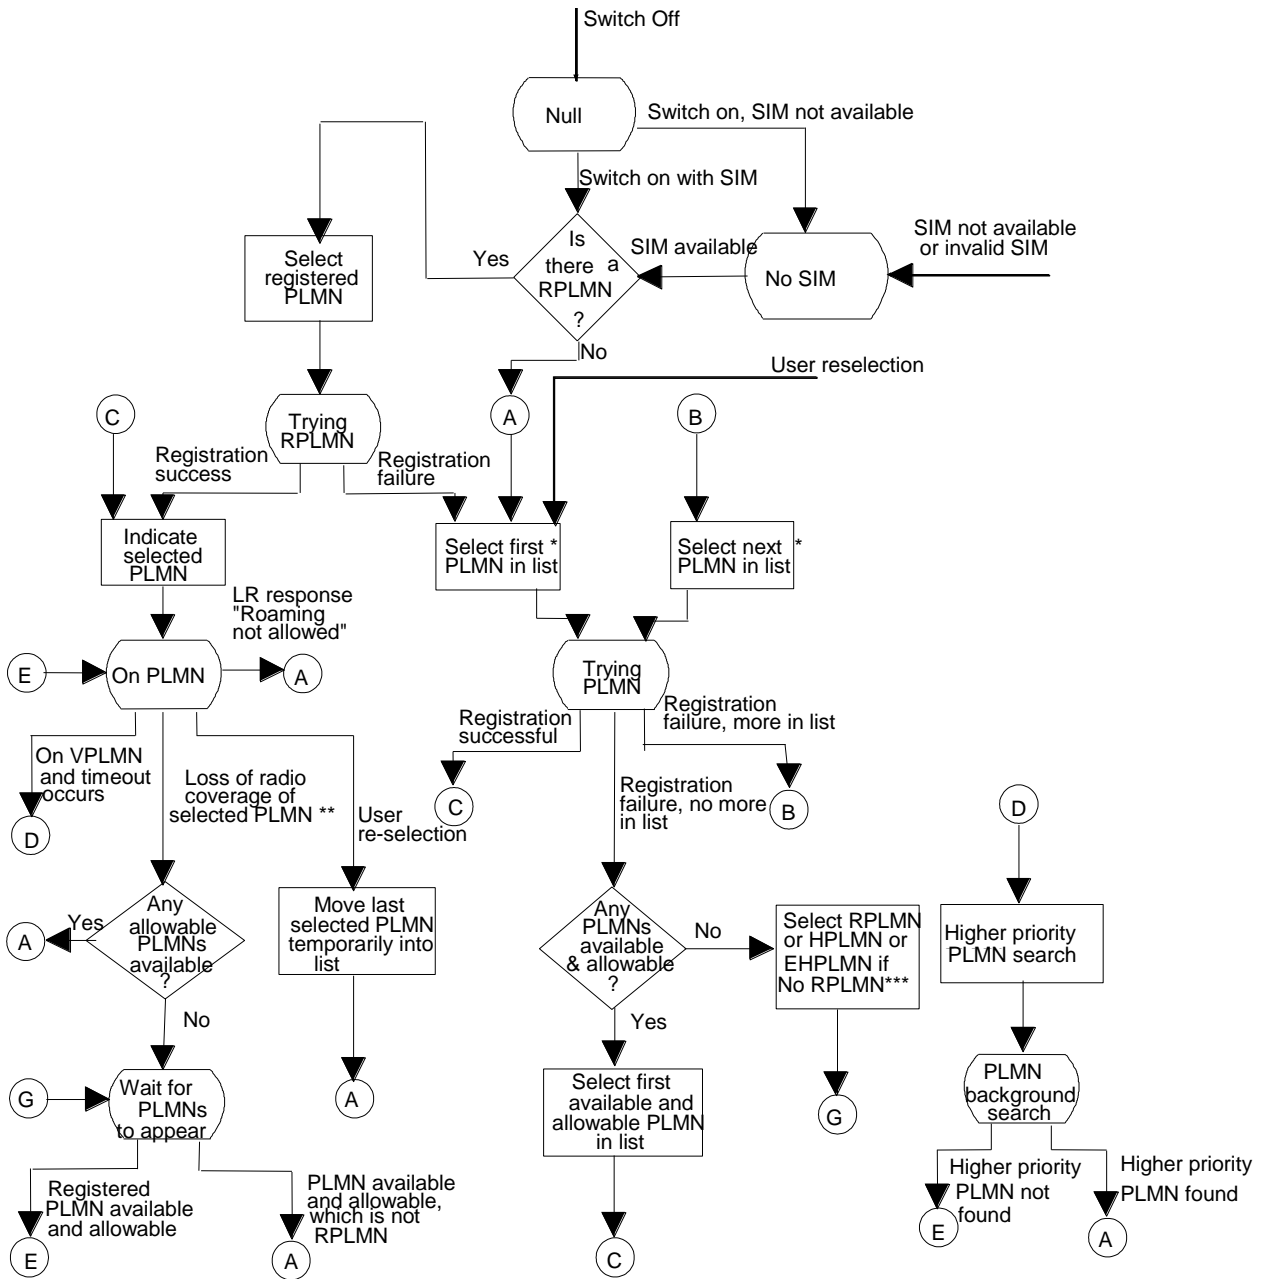 Switch Off
Null
Switch on, SIM not available
Switch on with SIM
Select
registered
PLMN
Yes
Is
there a
RPLMN
?
SIM available
No SIM
SIM not available
or invalid SIM
No
User reselection
C
Trying
RPLMN
A
B
Registration
success
Registration
failure
Indicate
selected
PLMN
Select first *
PLMN in list
Select next *
PLMN in list
LR response
"Roaming
not allowed"
E
On PLMN
A
Trying
PLMN
Registration
successful
Registration
failure, more in list
On VPLMN
and timeout
occurs
Loss of radio
coverage of
selected PLMN **
User
re-selection
Registration
failure, no more
in list
D
C
B
D
Any
allowable
PLMNs
available
?
Yes
A
Move last
selected PLMN
temporarily into
list
Any
PLMNs
available
& allowable
?
No
Select RPLMN
or HPLMN or
EHPLMN if
No RPLMN***
Higher priority
PLMN search
No
Yes
G
Wait for
PLMNs
to appear
A
Select first
available and
allowable PLMN
in list
G
PLMN
background
search
Registered
PLMN available
and allowable
PLMN available
and allowable,
which is not
RPLMN
Higher priority
PLMN not
found
Higher priority
PLMN found
E
A
C
E
A